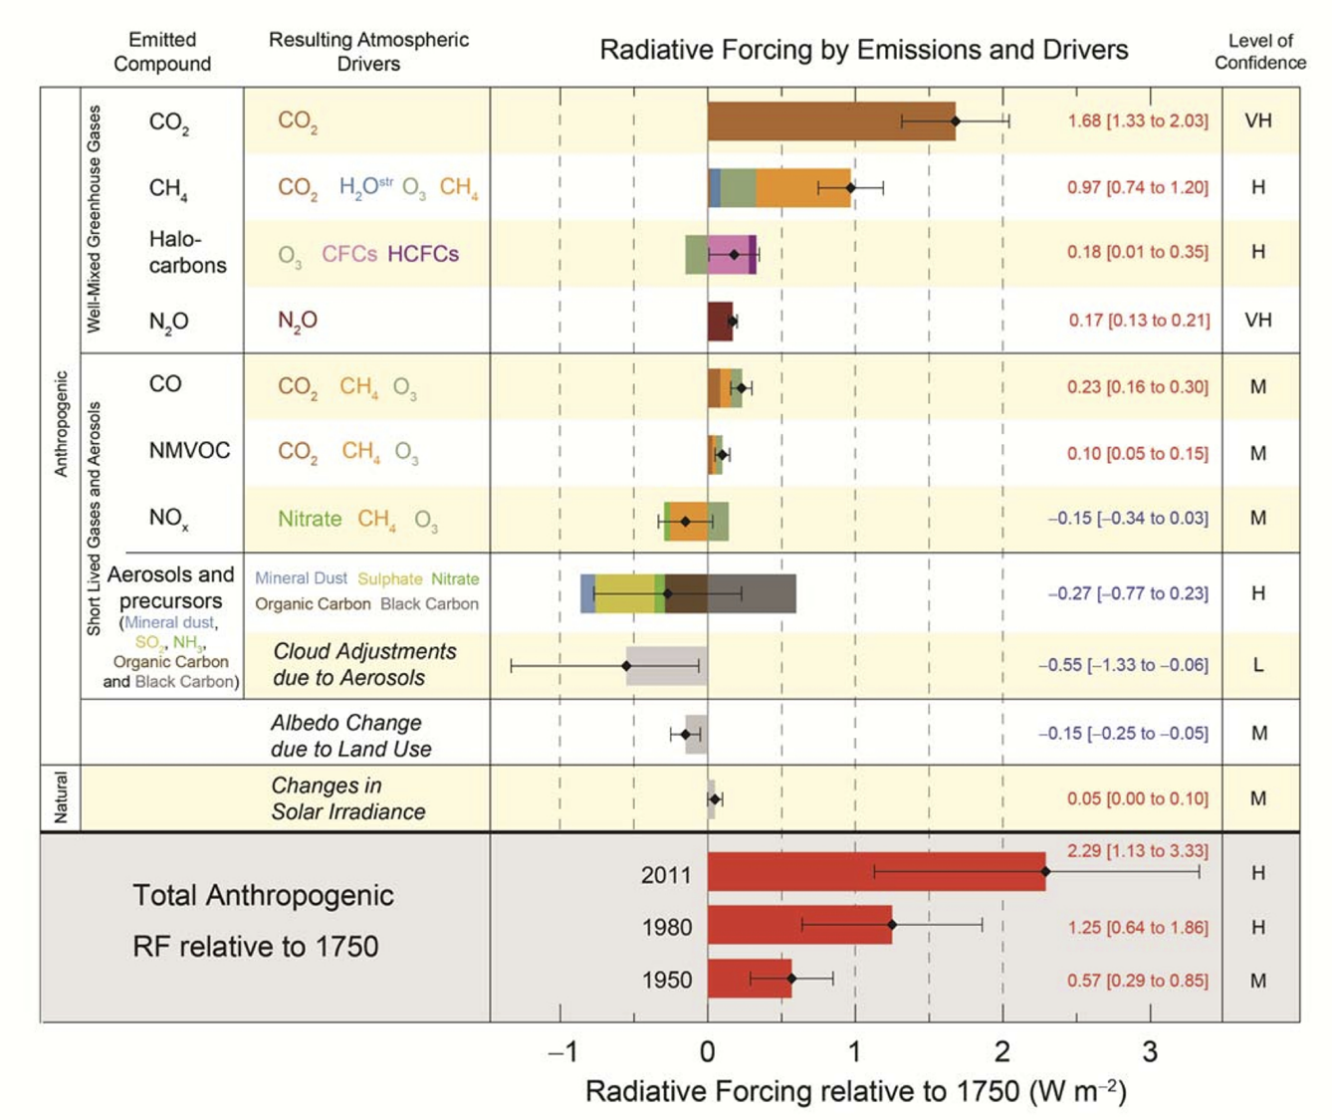 Emitted Compound
Resulting Atmospheric Drivers
Radiative Forcing by Emissions and Drivers
Level of Confidence
Anthropogenic
Well-Mixed Greenhouse Gases
CO₂
CO₂
1.68 [1.33 to 2.03]
VH
CH₄
CO₂ H₂Oˢᵗʳ O₃ CH₄
0.97 [0.74 to 1.20]
H
Halo-
carbons
O₃ CFCs HCFCs
0.18 [0.01 to 0.35]
H
N₂O
N₂O
0.17 [0.13 to 0.21]
VH
Short Lived Gases and Aerosols
CO
CO₂ CH₄ O₃
0.23 [0.16 to 0.30]
M
NMVOC
CO₂ CH₄ O₃
0.10 [0.05 to 0.15]
M
NOₓ
Nitrate CH₄ O₃
−0.15 [−0.34 to 0.03]
M
Aerosols and
precursors
(Mineral dust,
SO₂, NH₃,
Organic Carbon
and Black Carbon)
Mineral Dust Sulphate Nitrate
Organic Carbon Black Carbon
−0.27 [−0.77 to 0.23]
H
Cloud Adjustments
due to Aerosols
−0.55 [−1.33 to −0.06]
L
Albedo Change
due to Land Use
−0.15 [−0.25 to −0.05]
M
Natural
Changes in
Solar Irradiance
0.05 [0.00 to 0.10]
M
Total Anthropogenic
RF relative to 1750
2011
2.29 [1.13 to 3.33]
H
1980
1.25 [0.64 to 1.86]
H
1950
0.57 [0.29 to 0.85]
M
−1 0 1 2 3
Radiative Forcing relative to 1750 (W m⁻²)